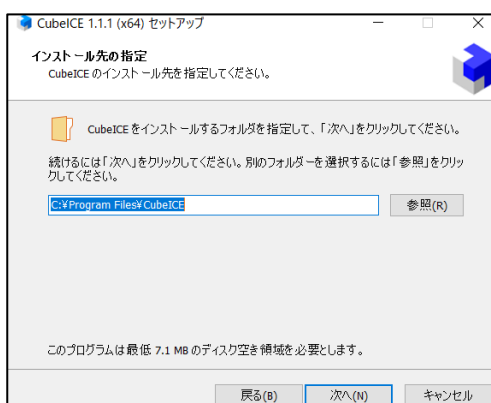 CubeICE 1.1.1 (x64) セットアップ
インストール先の指定
CubeICE のインストール先を指定してください。
CubeICE をインストールするフォルダを指定して、「次へ」をクリックしてください。
続けるには「次へ」をクリックしてください。別のフォルダーを選択するには「参照」をクリッ
クしてください。
C:¥Program Files¥CubeICE
参照(R)
このプログラムは最低 7.1 MB のディスク空き領域を必要とします。
戻る(B)
次へ(N)
キャンセル